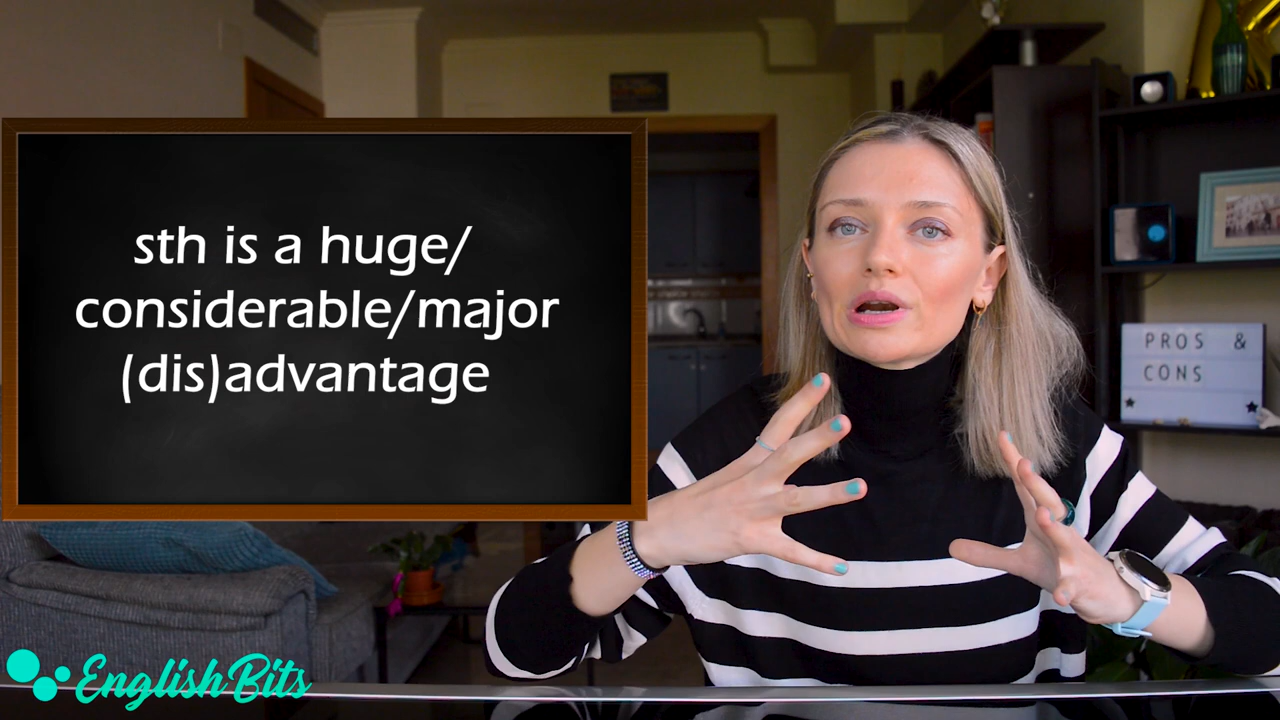 sth is a huge/
considerable/major
(dis)advantage
PROS &
CONS
EnglishBits